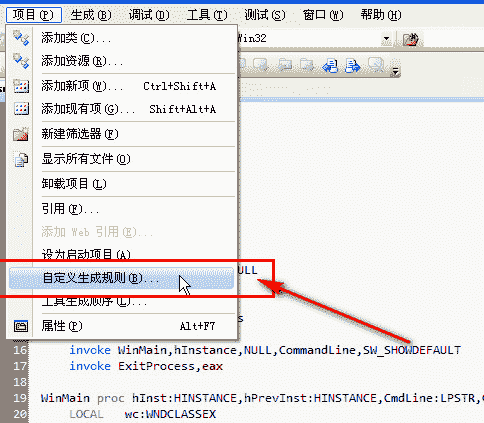 项目(P) 生成(B) 调试(D) 工具(T) 测试(S) 窗口(W) 帮助(H)
添加类(C)... Win32
添加资源(R)...
添加新项(W)... Ctrl+Shift+A
添加现有项(G)... Shift+Alt+A
新建筛选器(F)
显示所有文件(O)
卸载项目(L)
引用(F)...
添加 Web 引用(E)...
设为启动项目(A)
自定义生成规则(B)... ULL
工具生成顺序(L)...
s
属性(P) Alt+F7
16 invoke WinMain,hInstance,NULL,CommandLine,SW_SHOWDEFAULT
17 invoke ExitProcess,eax
18
19 WinMain proc hInst:HINSTANCE,hPrevInst:HINSTANCE,CmdLine:LPSTR,
20 LOCAL wc:WNDCLASSEX